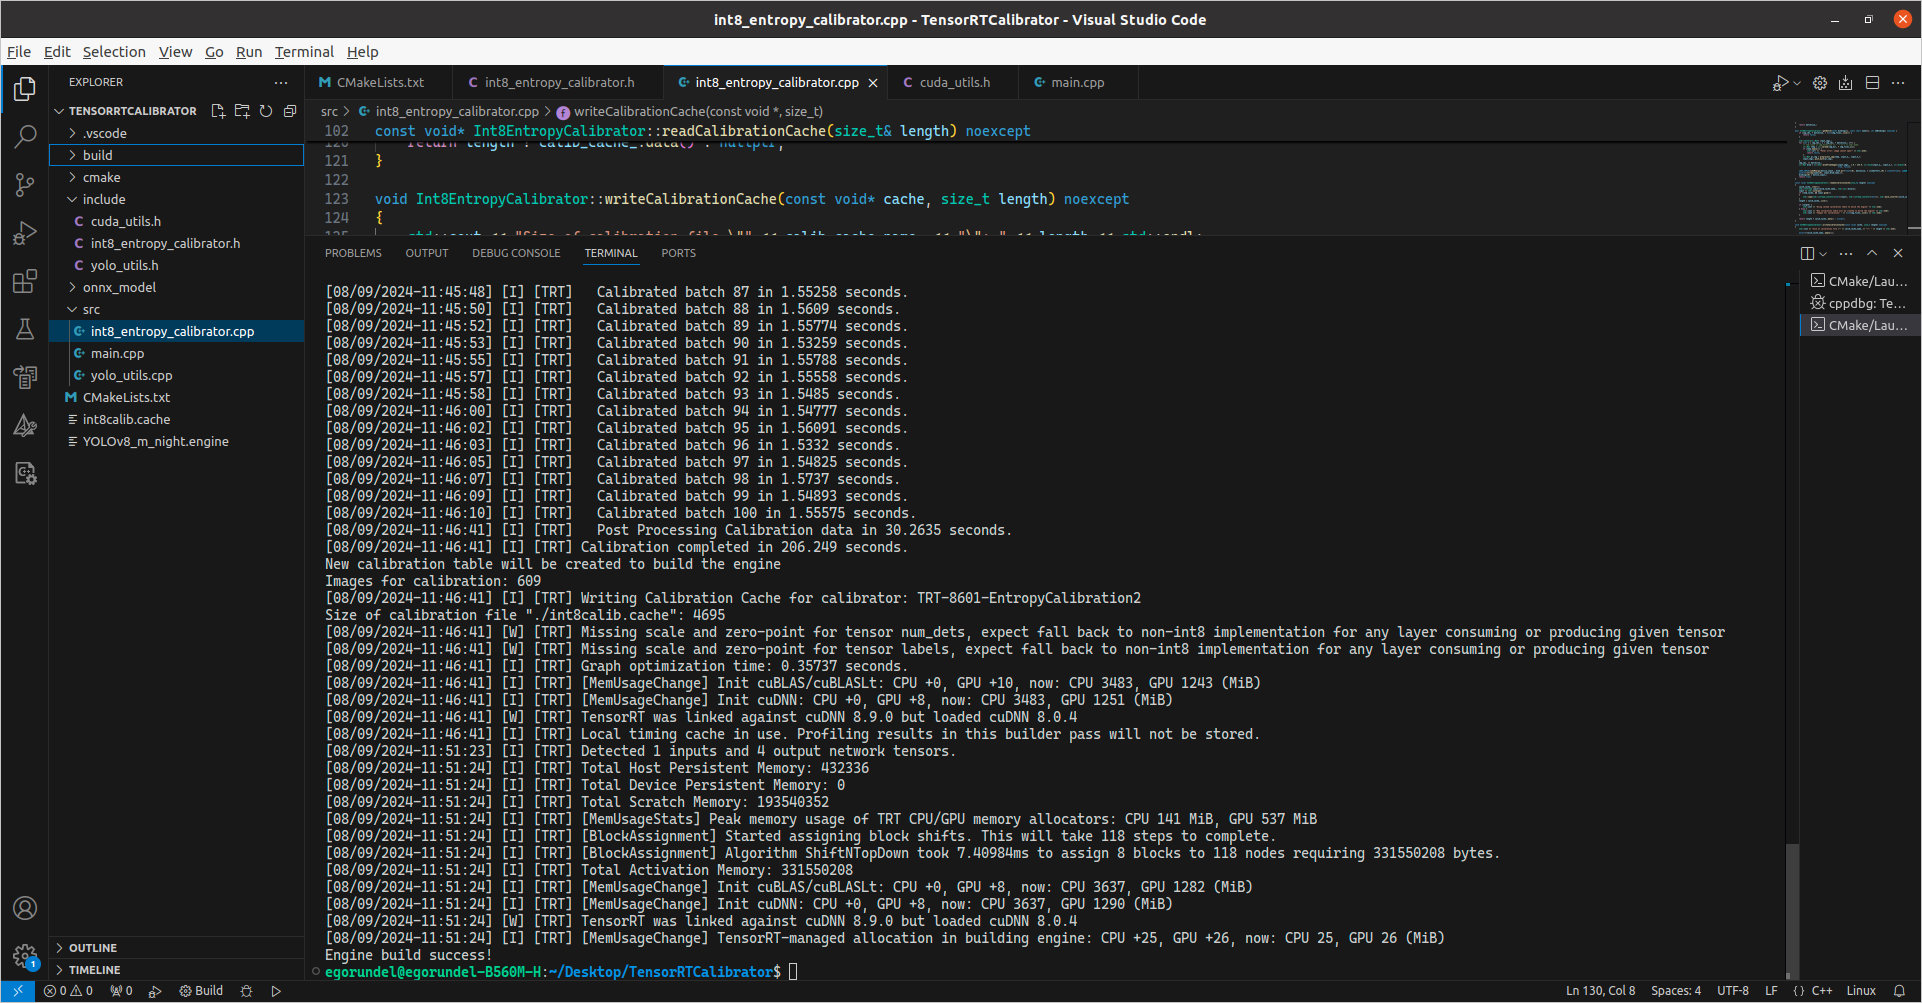 int8_entropy_calibrator.cpp - TensorRTCalibrator - Visual Studio Code
File Edit Selection View Go Run Terminal Help
EXPLORER
TENSORRTCALIBRATOR
.vscode
build
cmake
include
cuda_utils.h
int8_entropy_calibrator.h
yolo_utils.h
onnx_model
src
int8_entropy_calibrator.cpp
main.cpp
yolo_utils.cpp
CMakeLists.txt
int8calib.cache
YOLOv8_m_night.engine
OUTLINE
TIMELINE
CMakeLists.txt int8_entropy_calibrator.h int8_entropy_calibrator.cpp cuda_utils.h main.cpp
src > int8_entropy_calibrator.cpp > writeCalibrationCache(const void *, size_t)
102 const void* Int8EntropyCalibrator::readCalibrationCache(size_t& length) noexcept
120 return length ? calib_cache_.data() : nullptr;
121 }
122
123 void Int8EntropyCalibrator::writeCalibrationCache(const void* cache, size_t length) noexcept
124 {
125 std::cout << "Size of calibration file \"" << calib_cache_name_ << "\": " << length << std::endl;
PROBLEMS OUTPUT DEBUG CONSOLE TERMINAL PORTS
[08/09/2024-11:45:48] [I] [TRT]   Calibrated batch 87 in 1.55258 seconds.
[08/09/2024-11:45:50] [I] [TRT]   Calibrated batch 88 in 1.5609 seconds.
[08/09/2024-11:45:52] [I] [TRT]   Calibrated batch 89 in 1.55774 seconds.
[08/09/2024-11:45:53] [I] [TRT]   Calibrated batch 90 in 1.53259 seconds.
[08/09/2024-11:45:55] [I] [TRT]   Calibrated batch 91 in 1.55788 seconds.
[08/09/2024-11:45:57] [I] [TRT]   Calibrated batch 92 in 1.55558 seconds.
[08/09/2024-11:45:58] [I] [TRT]   Calibrated batch 93 in 1.5485 seconds.
[08/09/2024-11:46:00] [I] [TRT]   Calibrated batch 94 in 1.54777 seconds.
[08/09/2024-11:46:02] [I] [TRT]   Calibrated batch 95 in 1.56091 seconds.
[08/09/2024-11:46:03] [I] [TRT]   Calibrated batch 96 in 1.5332 seconds.
[08/09/2024-11:46:05] [I] [TRT]   Calibrated batch 97 in 1.54825 seconds.
[08/09/2024-11:46:07] [I] [TRT]   Calibrated batch 98 in 1.5737 seconds.
[08/09/2024-11:46:09] [I] [TRT]   Calibrated batch 99 in 1.54893 seconds.
[08/09/2024-11:46:10] [I] [TRT]   Calibrated batch 100 in 1.55575 seconds.
[08/09/2024-11:46:41] [I] [TRT]   Post Processing Calibration data in 30.2635 seconds.
[08/09/2024-11:46:41] [I] [TRT] Calibration completed in 206.249 seconds.
New calibration table will be created to build the engine
Images for calibration: 609
[08/09/2024-11:46:41] [I] [TRT] Writing Calibration Cache for calibrator: TRT-8601-EntropyCalibration2
Size of calibration file "./int8calib.cache": 4695
[08/09/2024-11:46:41] [W] [TRT] Missing scale and zero-point for tensor num_dets, expect fall back to non-int8 implementation for any layer consuming or producing given tensor
[08/09/2024-11:46:41] [W] [TRT] Missing scale and zero-point for tensor labels, expect fall back to non-int8 implementation for any layer consuming or producing given tensor
[08/09/2024-11:46:41] [I] [TRT] Graph optimization time: 0.35737 seconds.
[08/09/2024-11:46:41] [I] [TRT] [MemUsageChange] Init cuBLAS/cuBLASLt: CPU +0, GPU +10, now: CPU 3483, GPU 1243 (MiB)
[08/09/2024-11:46:41] [I] [TRT] [MemUsageChange] Init cuDNN: CPU +0, GPU +8, now: CPU 3483, GPU 1251 (MiB)
[08/09/2024-11:46:41] [W] [TRT] TensorRT was linked against cuDNN 8.9.0 but loaded cuDNN 8.0.4
[08/09/2024-11:46:41] [I] [TRT] Local timing cache in use. Profiling results in this builder pass will not be stored.
[08/09/2024-11:51:23] [I] [TRT] Detected 1 inputs and 4 output network tensors.
[08/09/2024-11:51:24] [I] [TRT] Total Host Persistent Memory: 432336
[08/09/2024-11:51:24] [I] [TRT] Total Device Persistent Memory: 0
[08/09/2024-11:51:24] [I] [TRT] Total Scratch Memory: 193540352
[08/09/2024-11:51:24] [I] [TRT] [MemUsageStats] Peak memory usage of TRT CPU/GPU memory allocators: CPU 141 MiB, GPU 537 MiB
[08/09/2024-11:51:24] [I] [TRT] [BlockAssignment] Started assigning block shifts. This will take 118 steps to complete.
[08/09/2024-11:51:24] [I] [TRT] [BlockAssignment] Algorithm ShiftNTopDown took 7.40984ms to assign 8 blocks to 118 nodes requiring 331550208 bytes.
[08/09/2024-11:51:24] [I] [TRT] Total Activation Memory: 331550208
[08/09/2024-11:51:24] [I] [TRT] [MemUsageChange] Init cuBLAS/cuBLASLt: CPU +0, GPU +8, now: CPU 3637, GPU 1282 (MiB)
[08/09/2024-11:51:24] [I] [TRT] [MemUsageChange] Init cuDNN: CPU +0, GPU +8, now: CPU 3637, GPU 1290 (MiB)
[08/09/2024-11:51:24] [W] [TRT] TensorRT was linked against cuDNN 8.9.0 but loaded cuDNN 8.0.4
[08/09/2024-11:51:24] [I] [TRT] [MemUsageChange] TensorRT-managed allocation in building engine: CPU +25, GPU +26, now: CPU 25, GPU 26 (MiB)
Engine build success!
egorundel@egorundel-B560M-H:~/Desktop/TensorRTCalibrator$
CMake/Lau...
cppdbg: Te...
CMake/Lau...
0 0 0 Build Ln 130, Col 8 Spaces: 4 UTF-8 LF {} C++ Linux